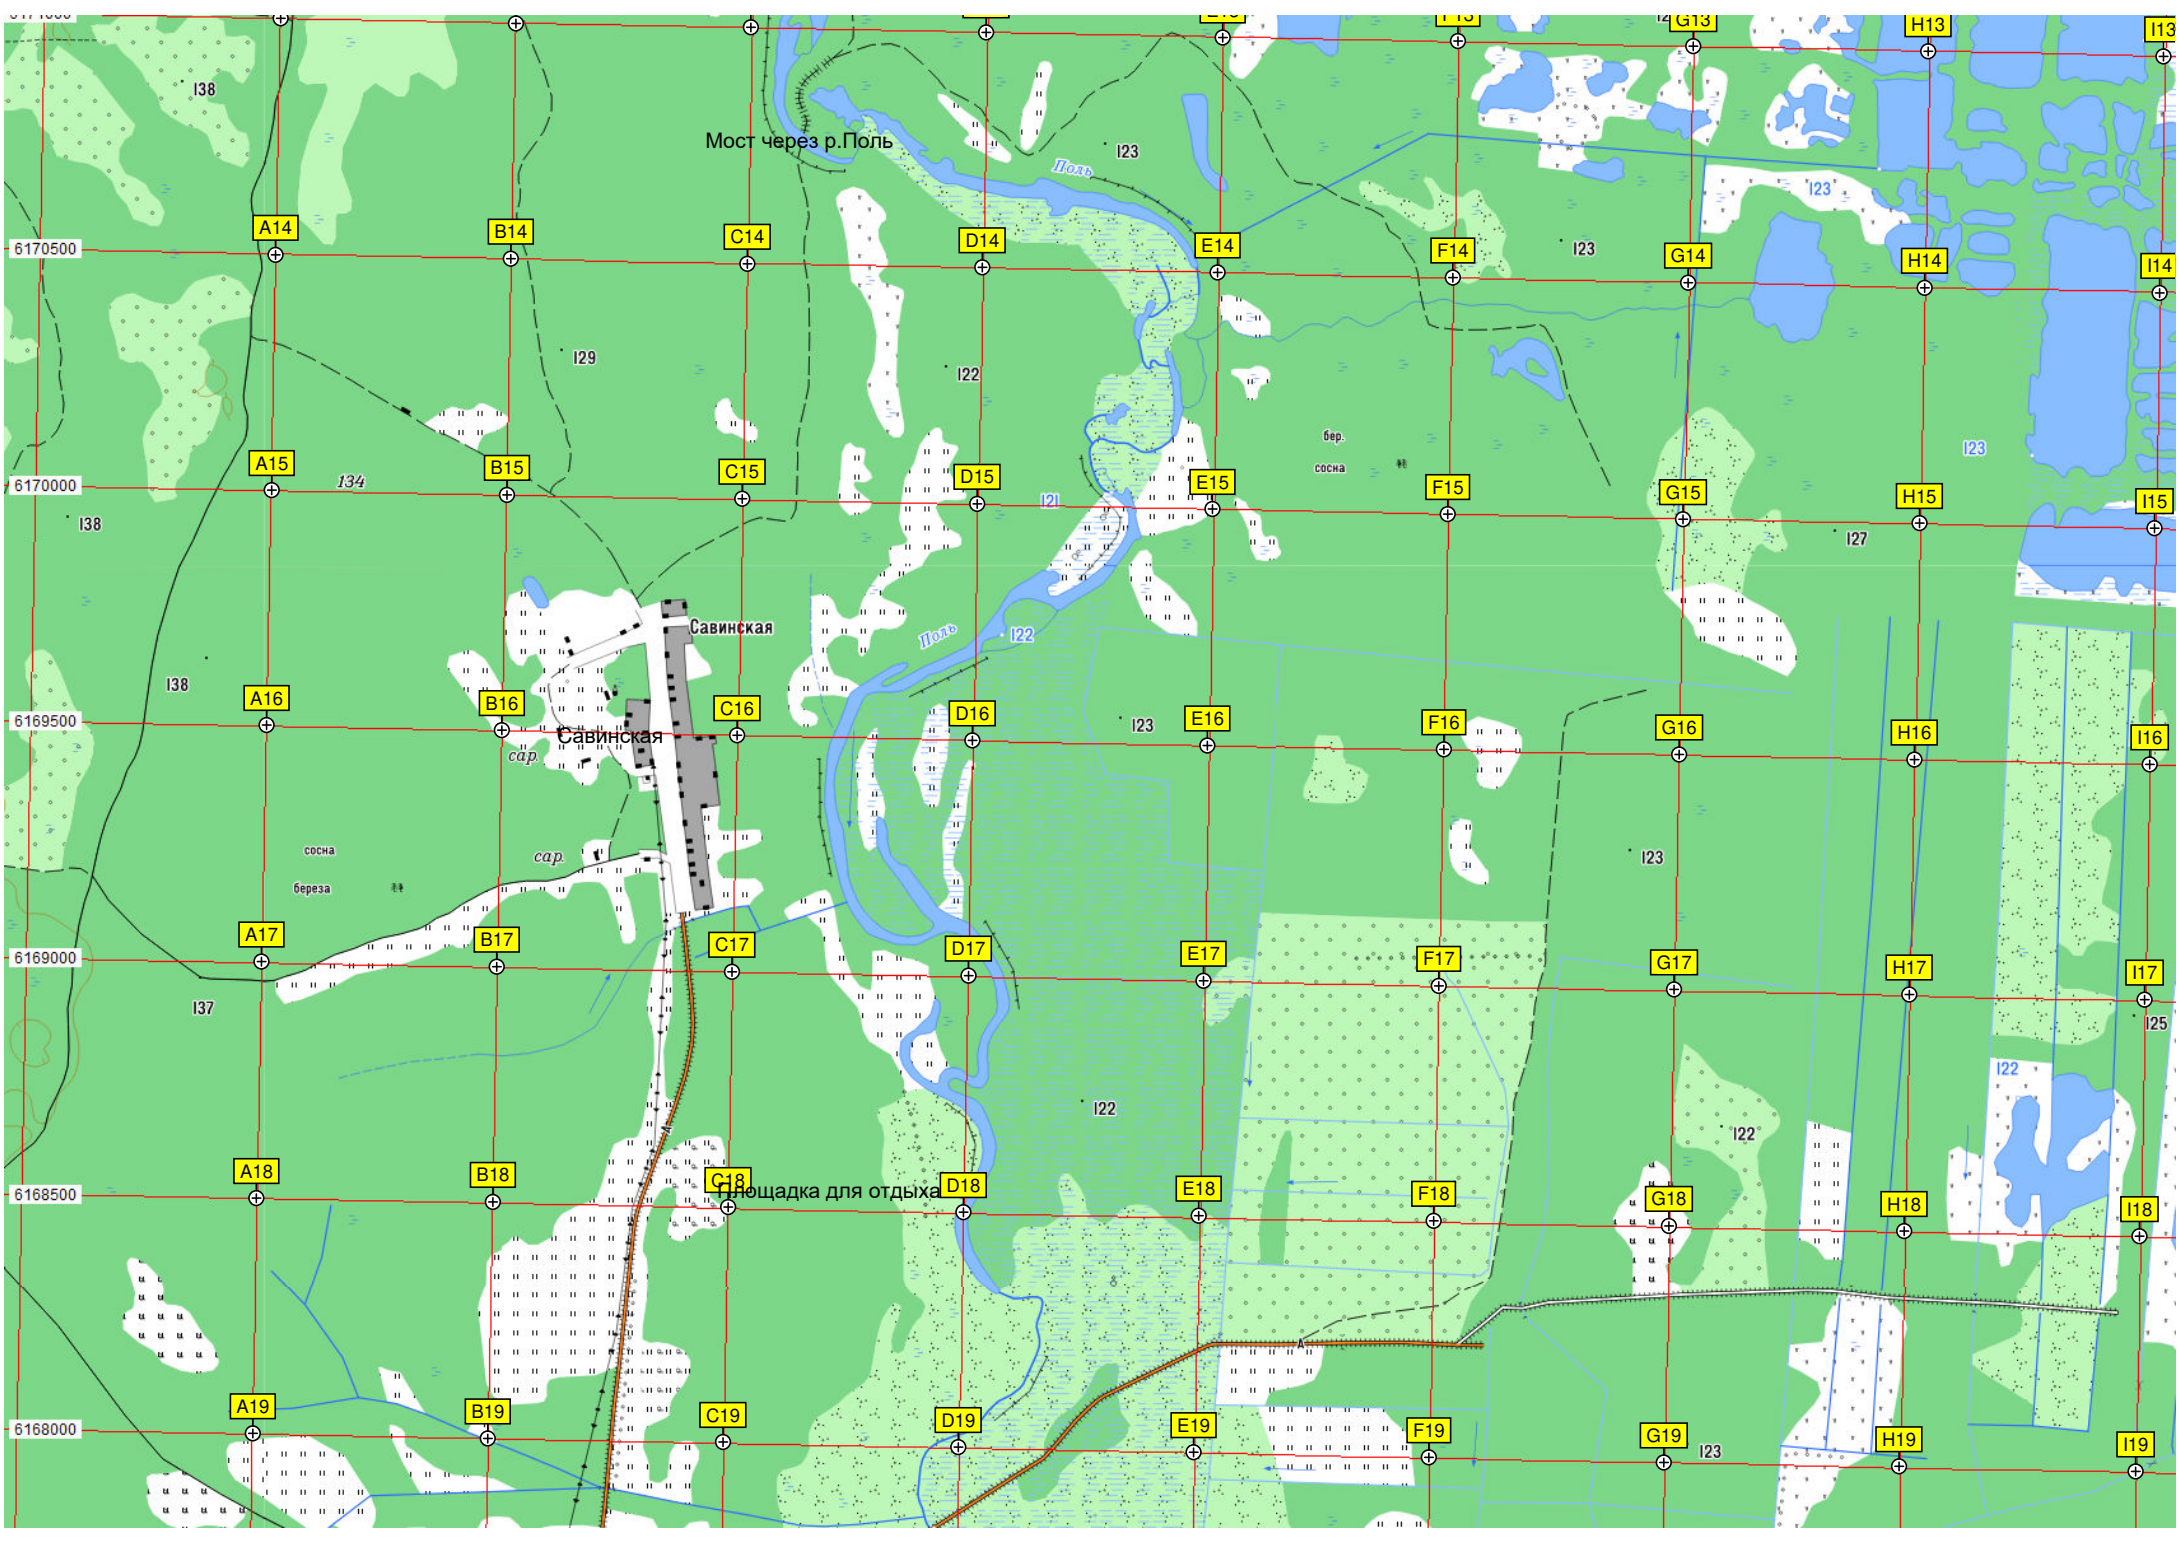 G13
H13
I13
I38
Мост через р.Поль
I23
Поль
I23
A14
B14
C14
D14
E14
F14
I23
G14
H14
I14
6170500
I29
I22
бер.
сосна
I23
A15
134
B15
C15
D15
I21
E15
F15
G15
H15
I15
6170000
I38
I27
Савинская
Поль
I22
I38
A16
B16
C16
D16
I23
E16
F16
G16
H16
I16
6169500
Савинская
сар.
сосна
сар.
I23
береза
A17
B17
C17
D17
E17
F17
G17
H17
I17
6169000
I37
I25
I22
I22
А
I22
A18
B18
C18
D18
E18
F18
G18
H18
I18
6168500
Площадка для отдыха
А
A19
B19
C19
D19
E19
F19
G19
I23
H19
I19
6168000